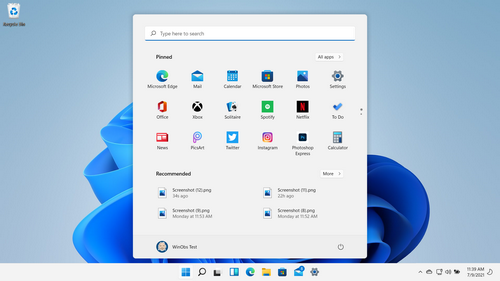 Recycle Bin
Type here to search
Pinned
All apps
Microsoft Edge
Mail
Calendar
Microsoft Store
Photos
Settings
Office
Xbox
Solitaire
Spotify
Netflix
To Do
News
PicsArt
Twitter
Instagram
Photoshop
Express
Calculator
Recommended
More
Screenshot (12).png
34s ago
Screenshot (11).png
22h ago
Screenshot (9).png
Monday at 11:53 AM
Screenshot (8).png
Monday at 11:52 AM
WinObs Test
11:39 AM
7/9/2021